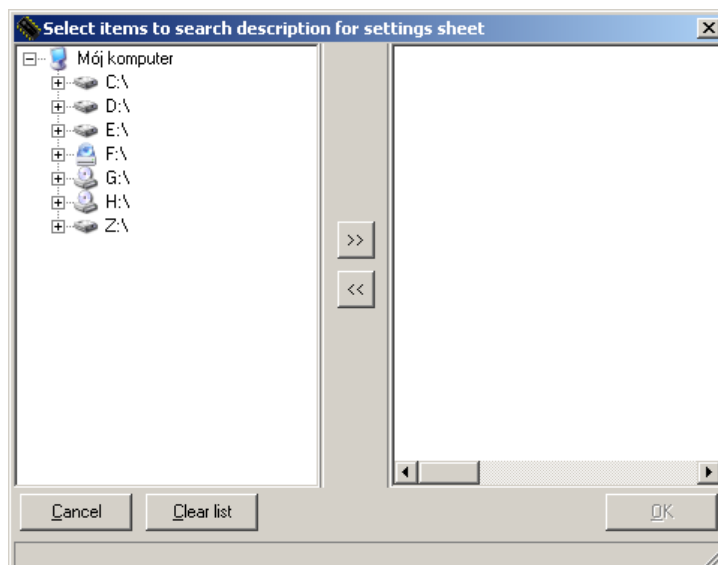 Select items to search description for settings sheet
Mój komputer
C:\
D:\
E:\
F:\
G:\
H:\
Z:\
>>
<<
Cancel
Clear list
OK